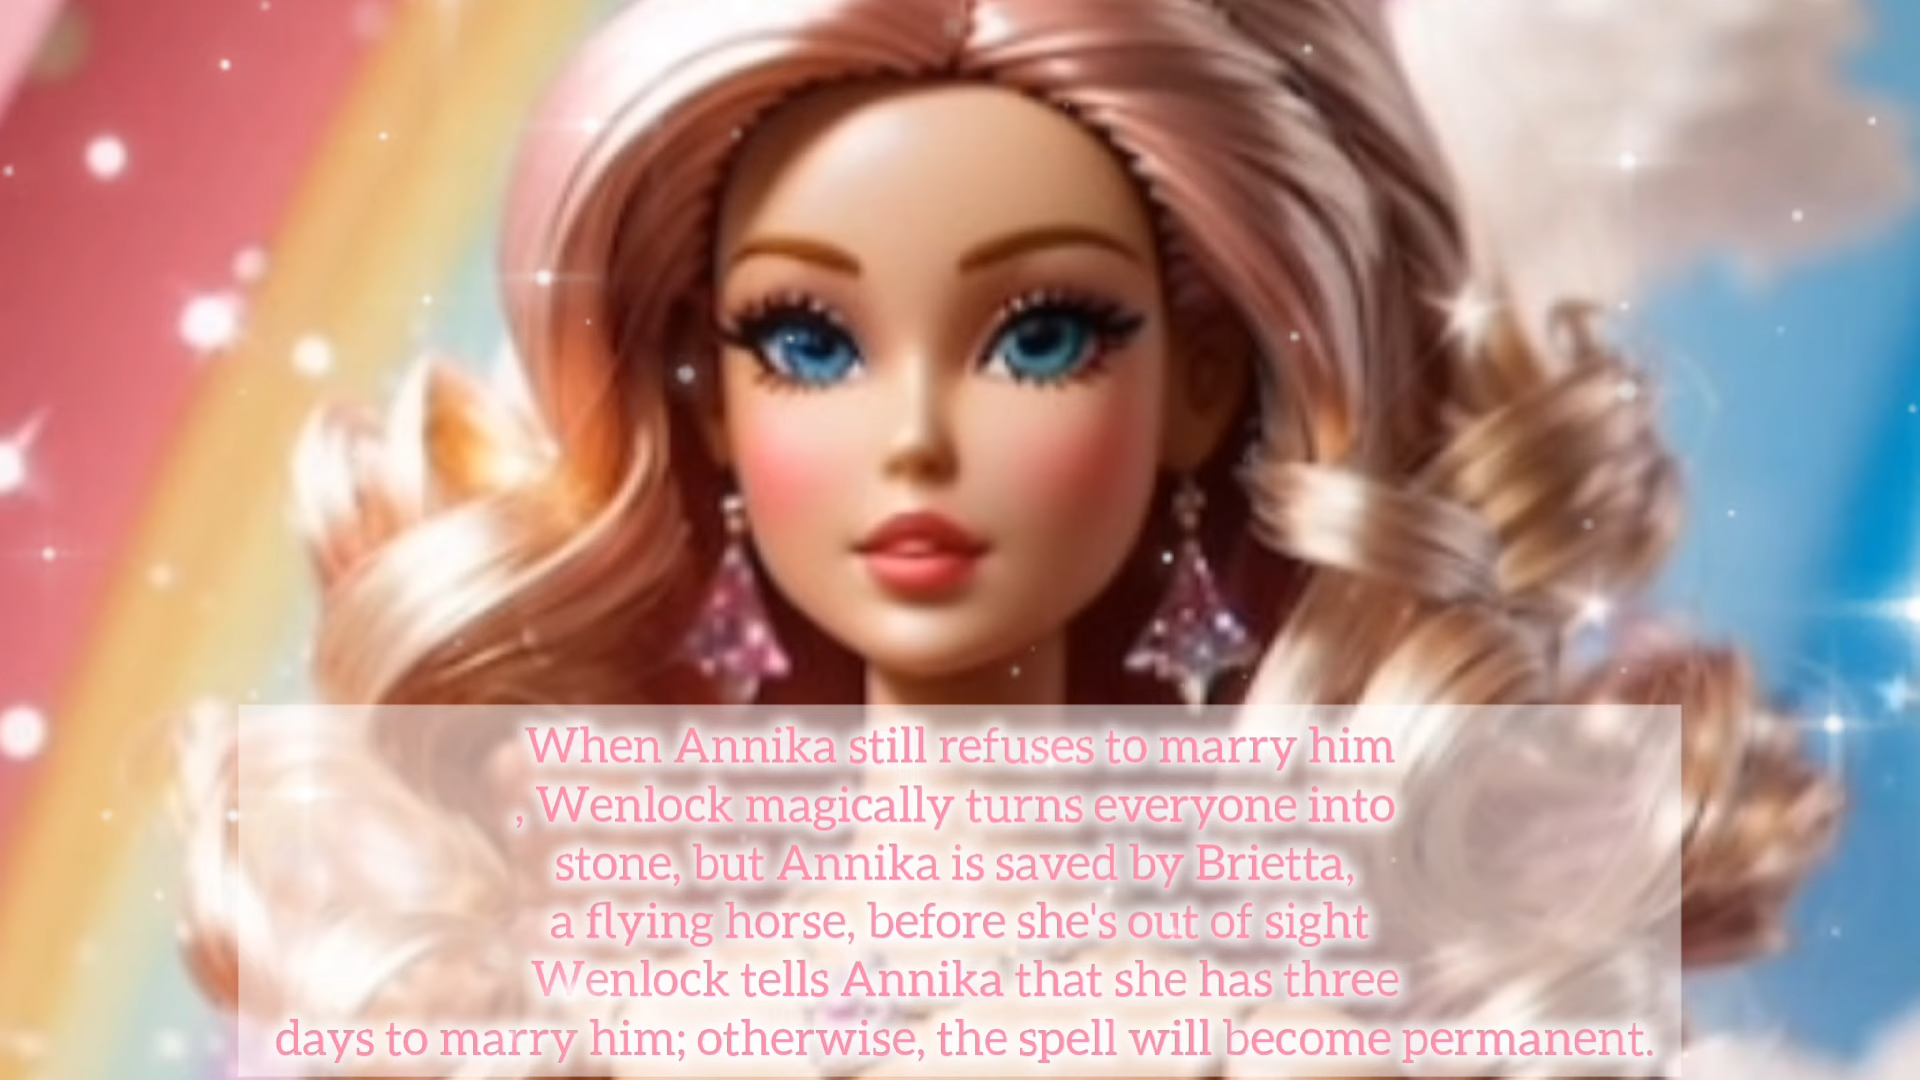 When Annika still refuses to marry him
, Wenlock magically turns everyone into
stone, but Annika is saved by Brietta,
a flying horse, before she's out of sight
Wenlock tells Annika that she has three
days to marry him; otherwise, the spell will become permanent.